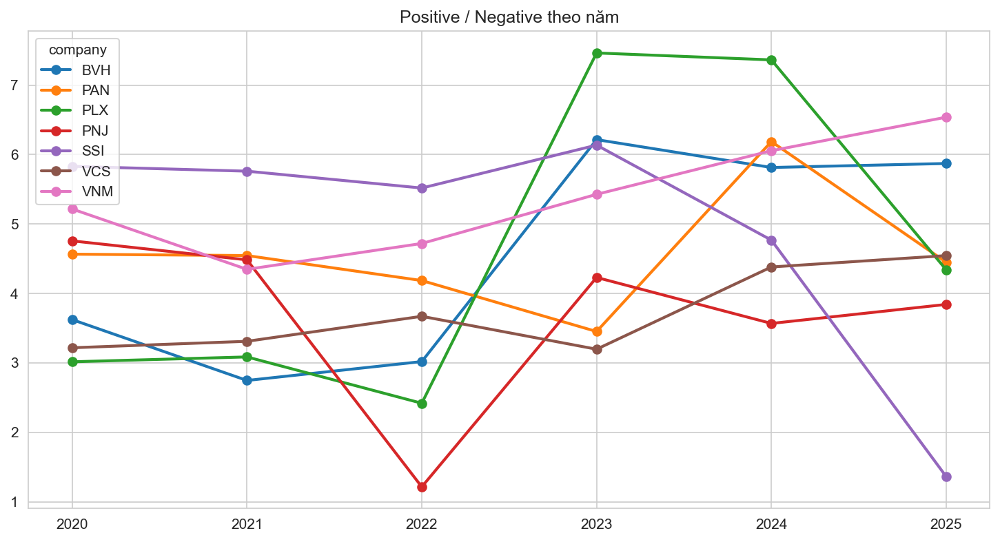 Positive / Negative theo năm
company
BVH
PAN
PLX
PNJ
SSI
VCS
VNM
7
6
5
4
3
2
1
2020
2021
2022
2023
2024
2025